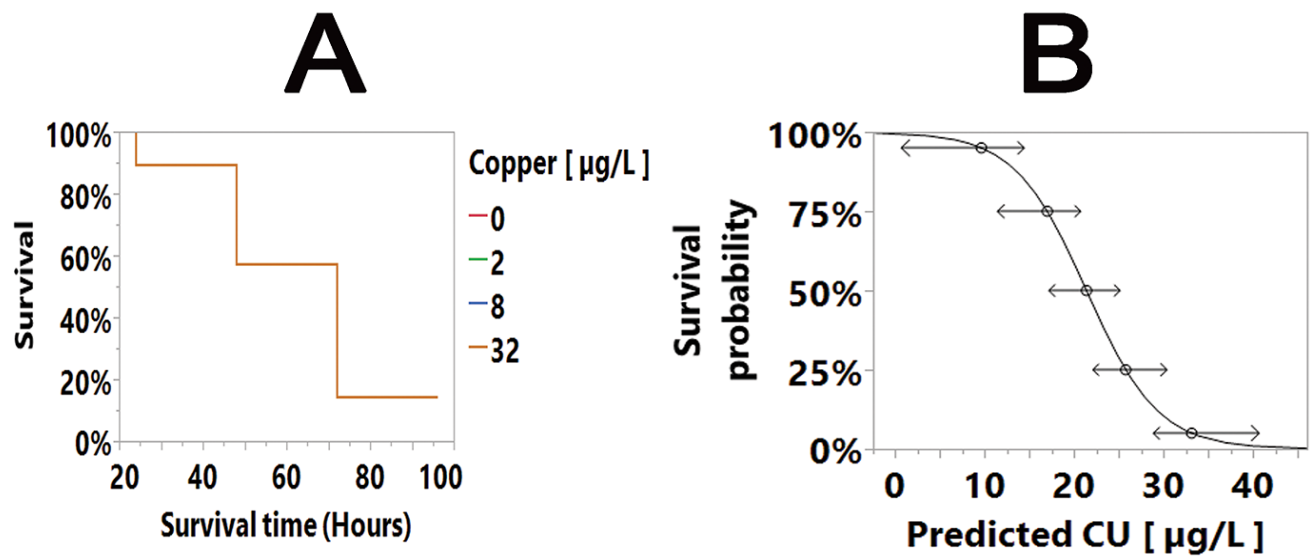 A
100%
80%
60%
40%
20%
0%
Survival
20 40 60 80 100
Survival time (Hours)
Copper [ µg/L ]
0
2
8
32
B
100%
75%
50%
25%
0%
Survival
probability
0 10 20 30 40
Predicted CU [ µg/L ]